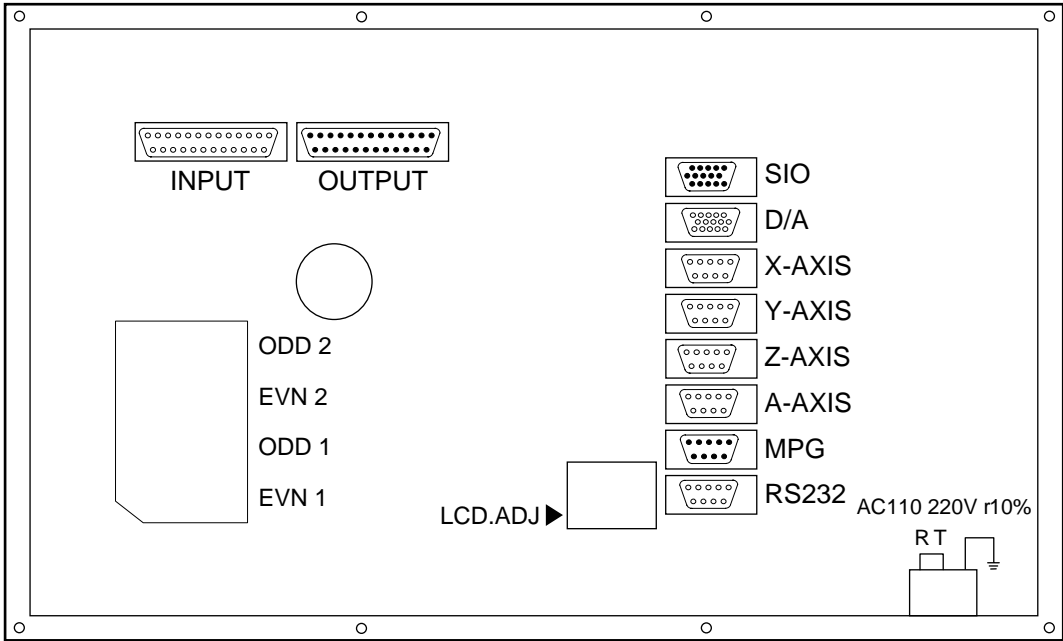 INPUT OUTPUT
SIO
D/A
X-AXIS
Y-AXIS
Z-AXIS
A-AXIS
MPG
RS232
ODD 2
EVN 2
ODD 1
EVN 1
LCD.ADJ
AC110 220V r10%
R T